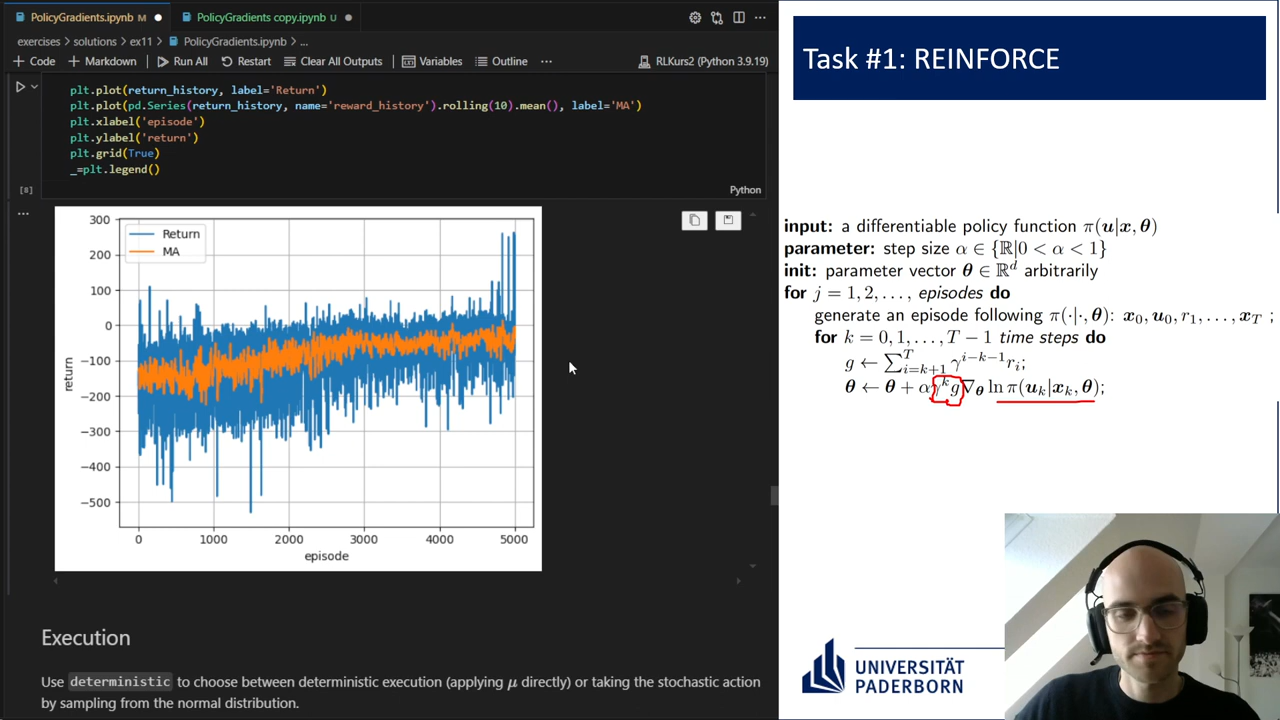 PolicyGradients.ipynb M
PolicyGradients copy.ipynb U
exercises > solutions > ex11 > PolicyGradients.ipynb > ...
+ Code + Markdown Run All Restart Clear All Outputs Variables Outline ... RLKurs2 (Python 3.9.19)
plt.plot(return_history, label='Return')
plt.plot(pd.Series(return_history, name='reward_history').rolling(10).mean(), label='MA')
plt.xlabel('episode')
plt.ylabel('return')
plt.grid(True)
_=plt.legend()
[8]
Python
...
300
200
100
0
−100
−200
−300
−400
−500
return
Return
MA
0 1000 2000 3000 4000 5000
episode
Execution
Use deterministic to choose between deterministic execution (applying μ directly) or taking the stochastic action
by sampling from the normal distribution.
Task #1: REINFORCE
input: a differentiable policy function π(u|x, θ)
parameter: step size α ∈ {ℝ|0 < α < 1}
init: parameter vector θ ∈ ℝ^d arbitrarily
for j = 1, 2, . . . , episodes do
generate an episode following π(·|·, θ): x_0, u_0, r_1, . . . , x_T ;
for k = 0, 1, . . . , T − 1 time steps do
g ← ∑_{i=k+1}^{T} γ^{i−k−1} r_i;
θ ← θ + αγ^k g∇_θ ln π(u_k|x_k, θ);
UNIVERSITÄT
PADERBORN